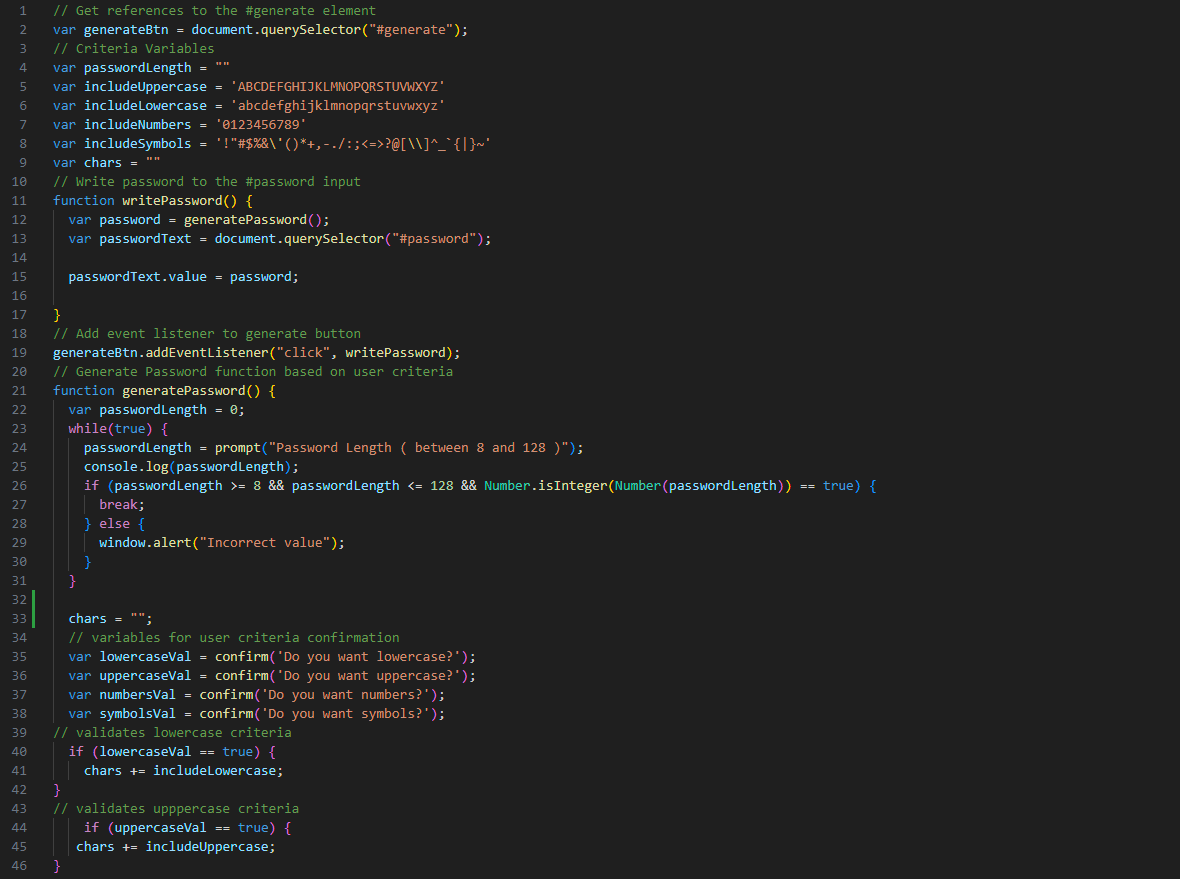 1 // Get references to the #generate element
2 var generateBtn = document.querySelector("#generate");
3 // Criteria Variables
4 var passwordLength = ""
5 var includeUppercase = 'ABCDEFGHIJKLMNOPQRSTUVWXYZ'
6 var includeLowercase = 'abcdefghijklmnopqrstuvwxyz'
7 var includeNumbers = '0123456789'
8 var includeSymbols = '!"#$%&\'()*+,-./:;<=>?@[\\]^_`{|}~'
9 var chars = ""
10 // Write password to the #password input
11 function writePassword() {
12   var password = generatePassword();
13   var passwordText = document.querySelector("#password");
14
15   passwordText.value = password;
16
17 }
18 // Add event listener to generate button
19 generateBtn.addEventListener("click", writePassword);
20 // Generate Password function based on user criteria
21 function generatePassword() {
22   var passwordLength = 0;
23   while(true) {
24     passwordLength = prompt("Password Length ( between 8 and 128 )");
25     console.log(passwordLength);
26     if (passwordLength >= 8 && passwordLength <= 128 && Number.isInteger(Number(passwordLength)) == true) {
27       break;
28     } else {
29       window.alert("Incorrect value");
30     }
31   }
32
33   chars = "";
34   // variables for user criteria confirmation
35   var lowercaseVal = confirm('Do you want lowercase?');
36   var uppercaseVal = confirm('Do you want uppercase?');
37   var numbersVal = confirm('Do you want numbers?');
38   var symbolsVal = confirm('Do you want symbols?');
39 // validates lowercase criteria
40   if (lowercaseVal == true) {
41     chars += includeLowercase;
42 }
43 // validates upppercase criteria
44     if (uppercaseVal == true) {
45    chars += includeUppercase;
46 }